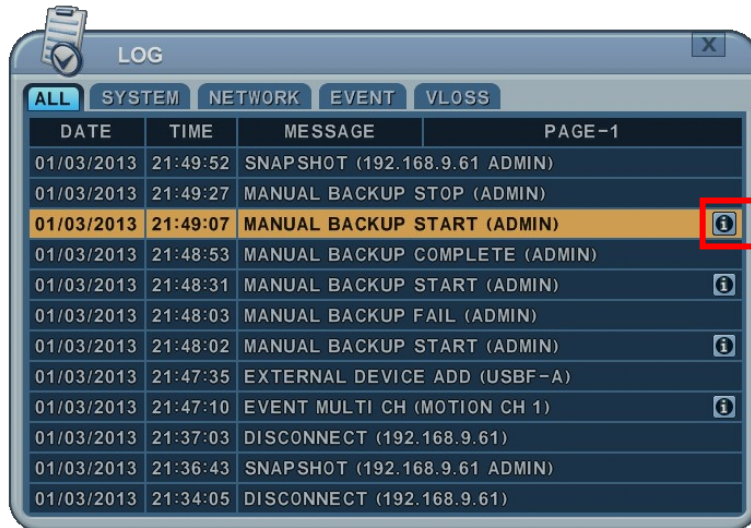 LOG X
ALL SYSTEM NETWORK EVENT VLOSS
DATE TIME MESSAGE PAGE-1
01/03/2013 21:49:52 SNAPSHOT (192.168.9.61 ADMIN)
01/03/2013 21:49:27 MANUAL BACKUP STOP (ADMIN)
01/03/2013 21:49:07 MANUAL BACKUP START (ADMIN)
01/03/2013 21:48:53 MANUAL BACKUP COMPLETE (ADMIN)
01/03/2013 21:48:31 MANUAL BACKUP START (ADMIN)
01/03/2013 21:48:03 MANUAL BACKUP FAIL (ADMIN)
01/03/2013 21:48:02 MANUAL BACKUP START (ADMIN)
01/03/2013 21:47:35 EXTERNAL DEVICE ADD (USBF-A)
01/03/2013 21:47:10 EVENT MULTI CH (MOTION CH 1)
01/03/2013 21:37:03 DISCONNECT (192.168.9.61)
01/03/2013 21:36:43 SNAPSHOT (192.168.9.61 ADMIN)
01/03/2013 21:34:05 DISCONNECT (192.168.9.61)